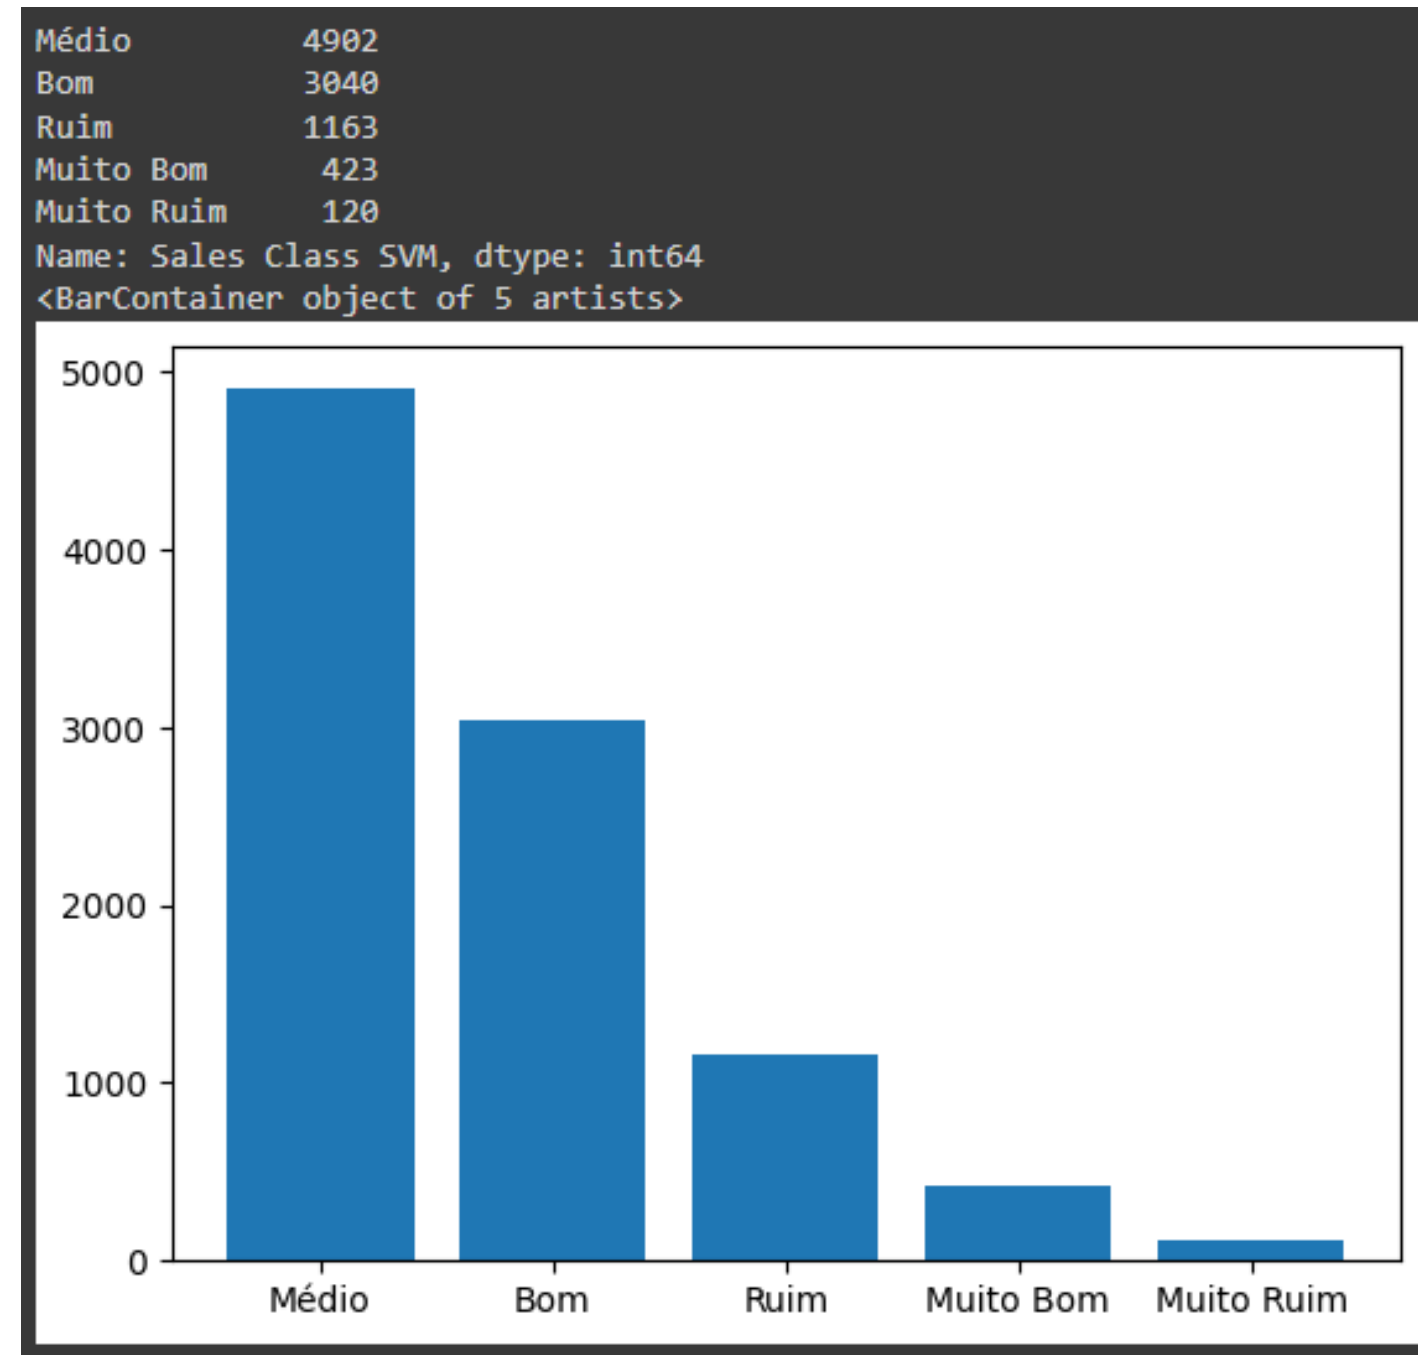 Médio 4902
Bom 3040
Ruim 1163
Muito Bom 423
Muito Ruim 120
Name: Sales Class SVM, dtype: int64
<BarContainer object of 5 artists>
5000
4000
3000
2000
1000
0
Médio Bom Ruim Muito Bom Muito Ruim